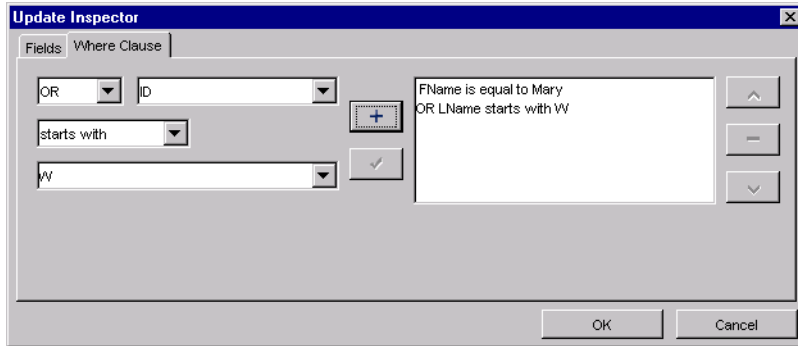 Update Inspector
Fields Where Clause
OR ID
starts with
W
FName is equal to Mary
OR LName starts with W
OK Cancel